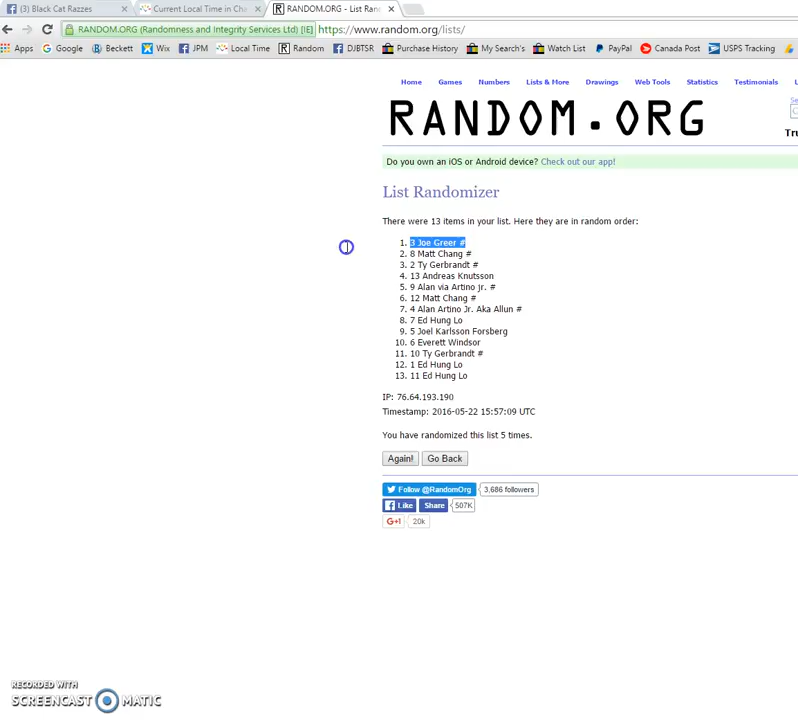 (3) Black Cat Razzes
Current Local Time in Cha
RANDOM.ORG - List Ran
RANDOM.ORG (Randomness and Integrity Services Ltd) [IE] https://www.random.org/lists/
Apps Google Beckett Wix JPM Local Time Random DJBTSR Purchase History My Search's Watch List PayPal Canada Post USPS Tracking
Home Games Numbers Lists & More Drawings Web Tools Statistics Testimonials L
Se
RANDOM.ORG
Tru
Do you own an iOS or Android device? Check out our app!
List Randomizer
There were 13 items in your list. Here they are in random order:
1. 3 Joe Greer #
2. 8 Matt Chang #
3. 2 Ty Gerbrandt #
4. 13 Andreas Knutsson
5. 9 Alan via Artino jr. #
6. 12 Matt Chang #
7. 4 Alan Artino Jr. Aka Allun #
8. 7 Ed Hung Lo
9. 5 Joel Karlsson Forsberg
10. 6 Everett Windsor
11. 10 Ty Gerbrandt #
12. 1 Ed Hung Lo
13. 11 Ed Hung Lo
IP: 76.64.193.190
Timestamp: 2016-05-22 15:57:09 UTC
You have randomized this list 5 times.
Again! Go Back
Follow @RandomOrg 3,686 followers
Like Share 507K
G+1 20k
RECORDED WITH
SCREENCAST MATIC